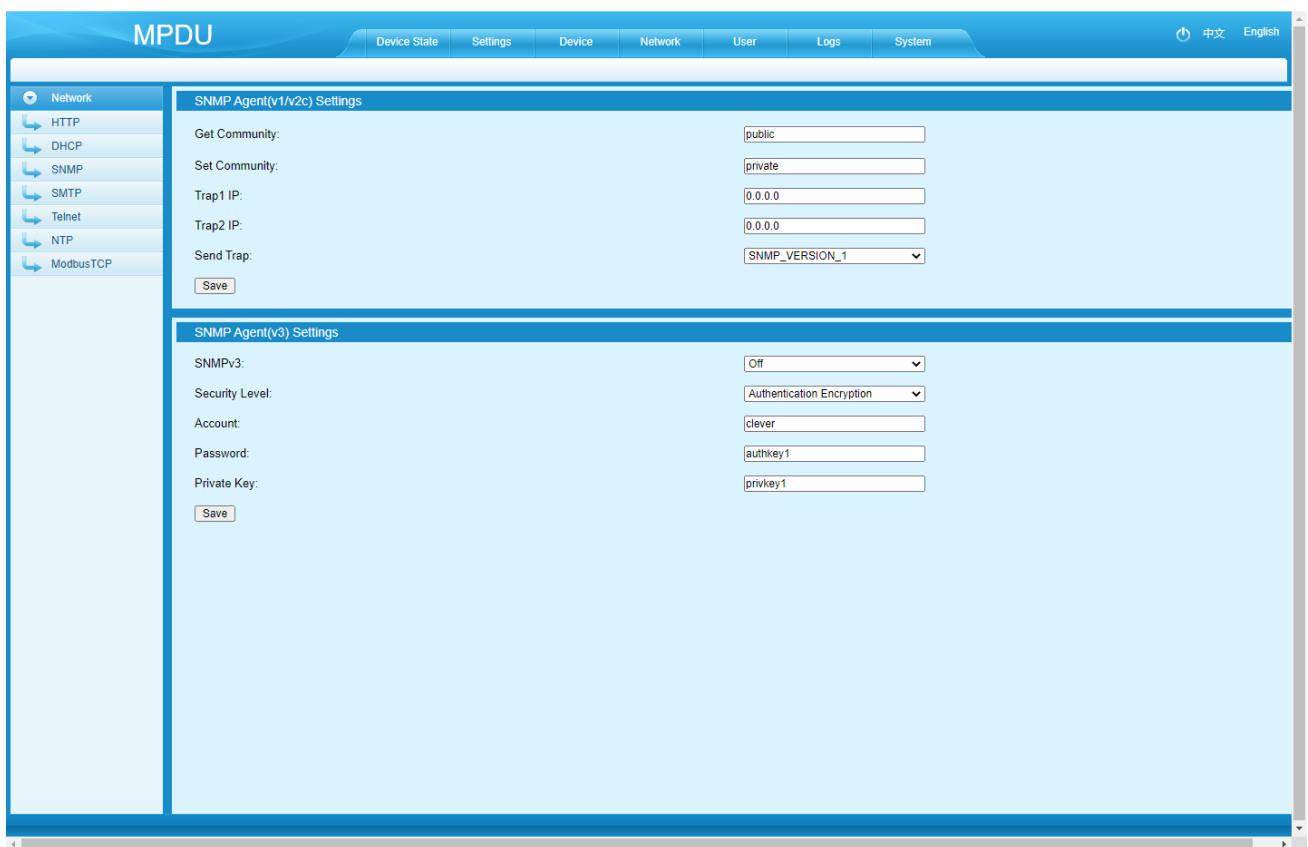 MPDU
Device State Settings Device Network User Logs System
中文 English
Network
HTTP
DHCP
SNMP
SMTP
Telnet
NTP
ModbusTCP
SNMP Agent(v1/v2c) Settings
Get Community: public
Set Community: private
Trap1 IP: 0.0.0.0
Trap2 IP: 0.0.0.0
Send Trap: SNMP_VERSION_1
Save
SNMP Agent(v3) Settings
SNMPv3: Off
Security Level: Authentication Encryption
Account: clever
Password: authkey1
Private Key: privkey1
Save